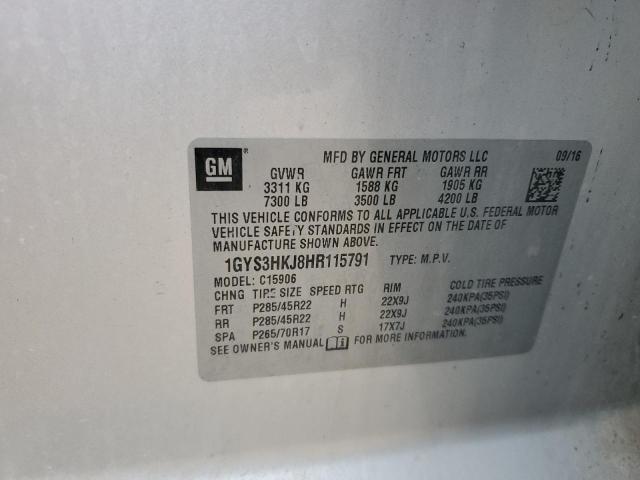 GM ® MFD BY GENERAL MOTORS LLC 09/16
GVWR GAWR FRT GAWR RR
3311 KG 1588 KG 1905 KG
7300 LB 3500 LB 4200 LB
THIS VEHICLE CONFORMS TO ALL APPLICABLE U.S. FEDERAL MOTOR
VEHICLE SAFETY STANDARDS IN EFFECT ON THE DATE OF
MANUFACTURE SHOWN ABOVE.
1GYS3HKJ8HR115791 TYPE: M.P.V.
MODEL: C15906
CHNG TIRE SIZE SPEED RTG RIM COLD TIRE PRESSURE
FRT P285/45R22 H 22X9J 240KPA(35PSI)
RR P285/45R22 H 22X9J 240KPA(35PSI)
SPA P265/70R17 S 17X7J 240KPA(35PSI)
SEE OWNER'S MANUAL FOR MORE INFORMATION.